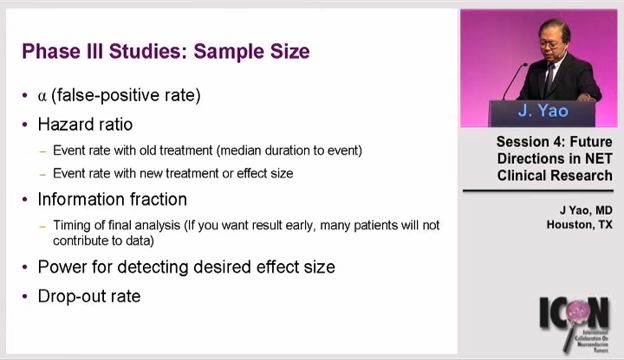 Phase III Studies: Sample Size
• α (false-positive rate)
• Hazard ratio
– Event rate with old treatment (median duration to event)
– Event rate with new treatment or effect size
• Information fraction
– Timing of final analysis (If you want result early, many patients will not
contribute to data)
• Power for detecting desired effect size
• Drop-out rate
J. Yao
Session 4: Future
Directions in NET
Clinical Research
J Yao, MD
Houston, TX
ICON
International
Collaboration On
Neuroendocrine
Tumors